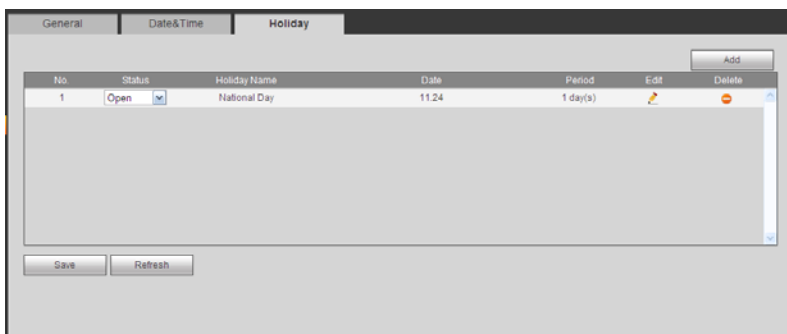 General Date&Time Holiday
Add
No. Status Holiday Name Date Period Edit Delete
1 Open National Day 11.24 1 day(s)
Save Refresh